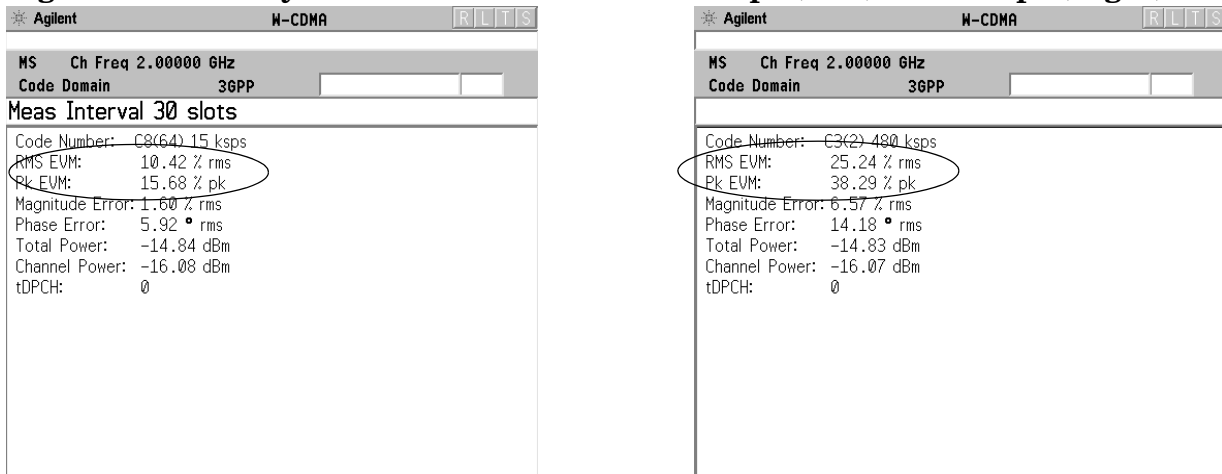 Agilent W-CDMA R L T S
MS Ch Freq 2.00000 GHz
Code Domain 3GPP
Meas Interval 30 slots
Code Number: C8(64) 15 ksps
RMS EVM: 10.42 % rms
Pk EVM: 15.68 % pk
Magnitude Error: 1.60 % rms
Phase Error: 5.92 ° rms
Total Power: -14.84 dBm
Channel Power: -16.08 dBm
tDPCH: 0
Agilent W-CDMA R L T S
MS Ch Freq 2.00000 GHz
Code Domain 3GPP
Code Number: C3(2) 480 ksps
RMS EVM: 25.24 % rms
Pk EVM: 38.29 % pk
Magnitude Error: 6.57 % rms
Phase Error: 14.18 ° rms
Total Power: -14.83 dBm
Channel Power: -16.07 dBm
tDPCH: 0